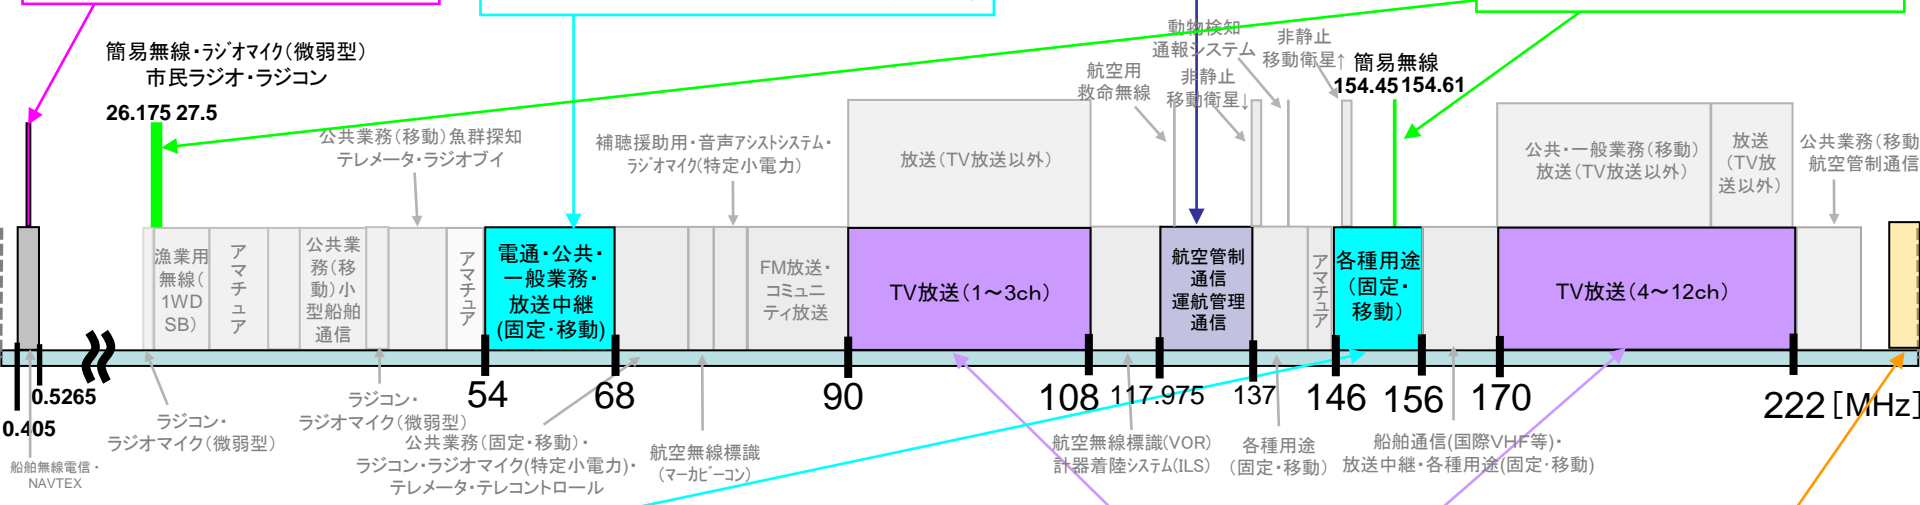 簡易無線・ラジオマイク(微弱型)
市民ラジオ・ラジコン
26.175 27.5
公共業務(移動)魚群探知
テレメータ・ラジオブイ
補聴援助用・音声アシストシステム・
ラジオマイク(特定小電力)
放送(TV放送以外)
航空用
救命無線
動物検知
通報システム
非静止
移動衛星↓
非静止
移動衛星↑
簡易無線
154.45 154.61
公共・一般業務(移動)
放送(TV放送以外)
放送
(TV放
送以外)
公共業務(移動
航空管制通信
漁業用
無線(
1WD
SB)
アマチュア
公共業
務(移
動)小
型船舶
通信
アマチュア
電通・公共・
一般業務・
放送中継
(固定・移動)
FM放送・
コミュニ
ティ放送
TV放送(1～3ch)
航空管制
通信
運航管理
通信
アマチュア
各種用途
(固定・
移動)
TV放送(4～12ch)
0.405
0.5265
54
68
90
108
117.975
137
146
156
170
222 [MHz]
船舶無線電信・
NAVTEX
ラジコン・
ラジオマイク(微弱型)
ラジコン・
ラジオマイク(微弱型)
公共業務(固定・移動)・
ラジコン・ラジオマイク(特定小電力)・
テレメータ・テレコントロール
航空無線標識
(マーカビーコン)
航空無線標識(VOR)
計器着陸システム(ILS)
各種用途
(固定・移動)
船舶通信(国際VHF等)・
放送中継・各種用途(固定・移動)